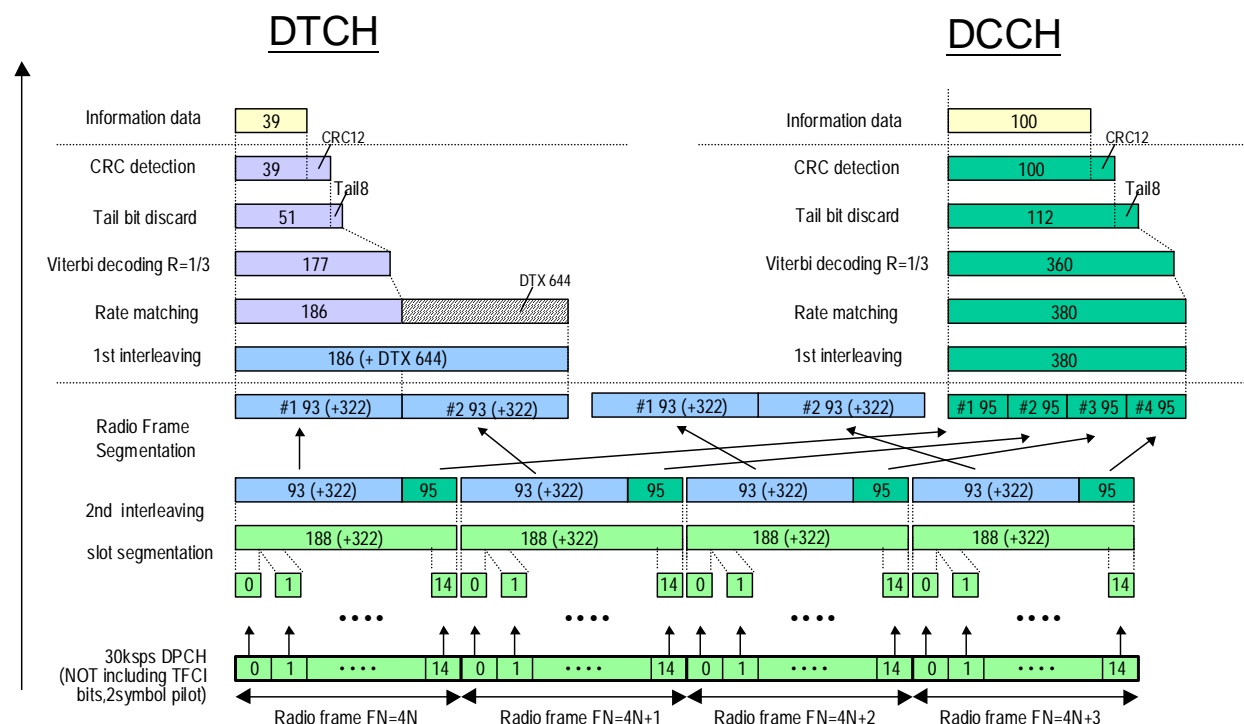 DTCH
DCCH
Information data
39
Information data
100
CRC12
CRC12
CRC detection
39
CRC detection
100
Tail8
Tail8
Tail bit discard
51
Tail bit discard
112
Viterbi decoding R=1/3
177
Viterbi decoding R=1/3
360
DTX 644
Rate matching
186
Rate matching
380
1st interleaving
186 (+ DTX 644)
1st interleaving
380
#1 93 (+322)
#2 93 (+322)
#1 93 (+322)
#2 93 (+322)
#1 95
#2 95
#3 95
#4 95
Radio Frame
Segmentation
93 (+322)
95
93 (+322)
95
93 (+322)
95
93 (+322)
95
2nd interleaving
188 (+322)
188 (+322)
188 (+322)
188 (+322)
slot segmentation
0
1
14
0
1
14
0
1
14
0
1
14
• • • •
• • • •
• • • •
• • • •
30ksps DPCH
(NOT including TFCI
bits,2symbol pilot)
0
1
• • • •
14
0
1
• • • •
14
0
1
• • • •
14
0
1
• • • •
14
Radio frame FN=4N
Radio frame FN=4N+1
Radio frame FN=4N+2
Radio frame FN=4N+3